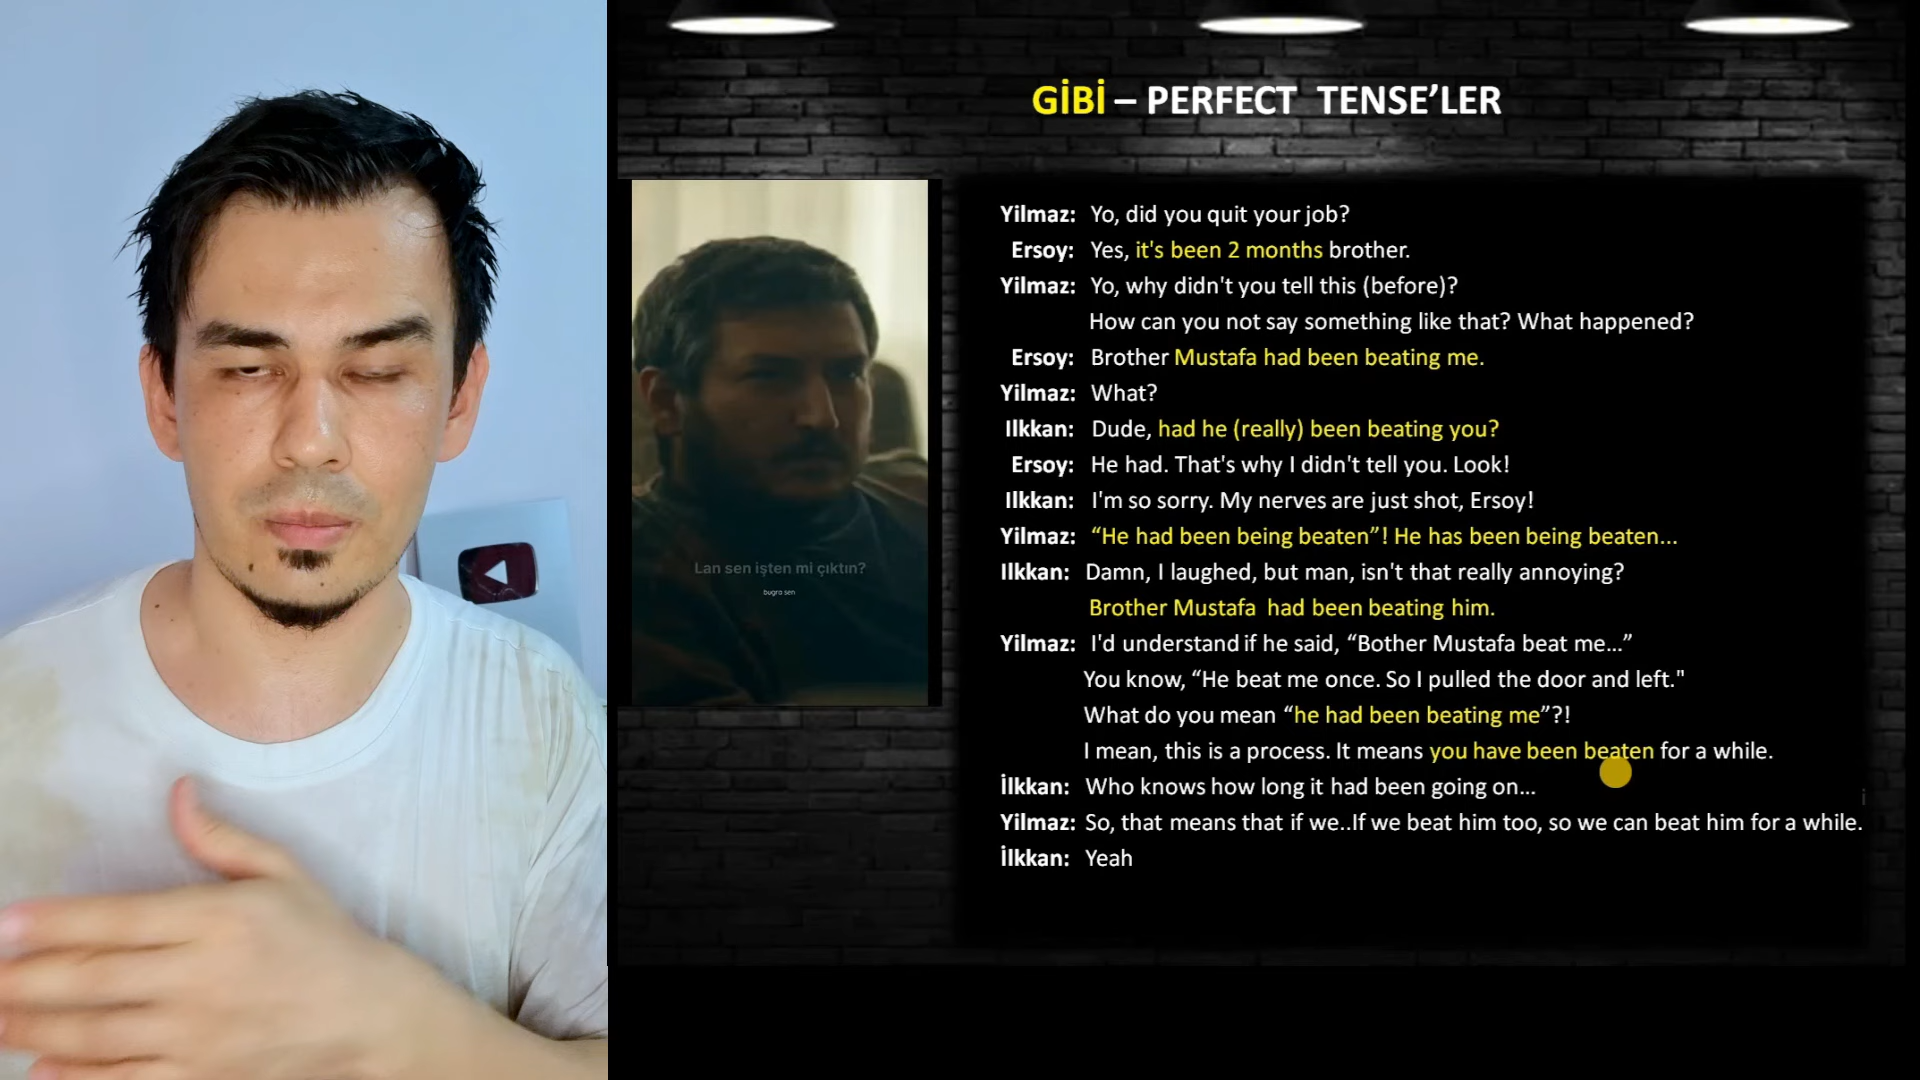 GİBİ – PERFECT TENSE’LER
Yilmaz: Yo, did you quit your job?
Ersoy: Yes, it's been 2 months brother.
Yilmaz: Yo, why didn't you tell this (before)?
How can you not say something like that? What happened?
Ersoy: Brother Mustafa had been beating me.
Yilmaz: What?
Ilkkan: Dude, had he (really) been beating you?
Ersoy: He had. That's why I didn't tell you. Look!
Ilkkan: I'm so sorry. My nerves are just shot, Ersoy!
Yilmaz: “He had been being beaten”! He has been being beaten...
Ilkkan: Damn, I laughed, but man, isn't that really annoying?
Brother Mustafa had been beating him.
Yilmaz: I'd understand if he said, “Bother Mustafa beat me...”
You know, “He beat me once. So I pulled the door and left."
What do you mean “he had been beating me”?!
I mean, this is a process. It means you have been beaten for a while.
İlkkan: Who knows how long it had been going on...
Yilmaz: So, that means that if we..If we beat him too, so we can beat him for a while.
İlkkan: Yeah
Lan sen işten mi çıktın?
bugra sen
i